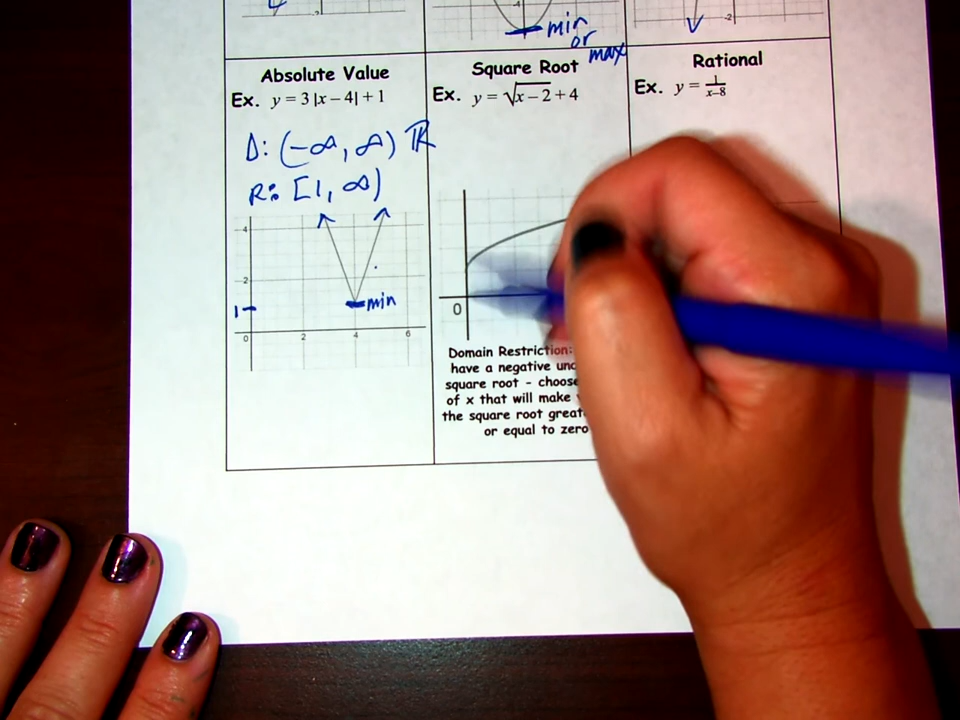 -2
-4
min
or
max
-2
Absolute Value
Ex. y = 3 |x – 4| + 1
D: (-∞, ∞) ℝ
R: [1, ∞)
4
2
1
min
0 2 4 6
Square Root
Ex. y = √x – 2 + 4
0
Domain Restriction:
have a negative
square root - choose
of x that will make
the square root
or equal to zero
Rational
Ex. y = 1/x–8